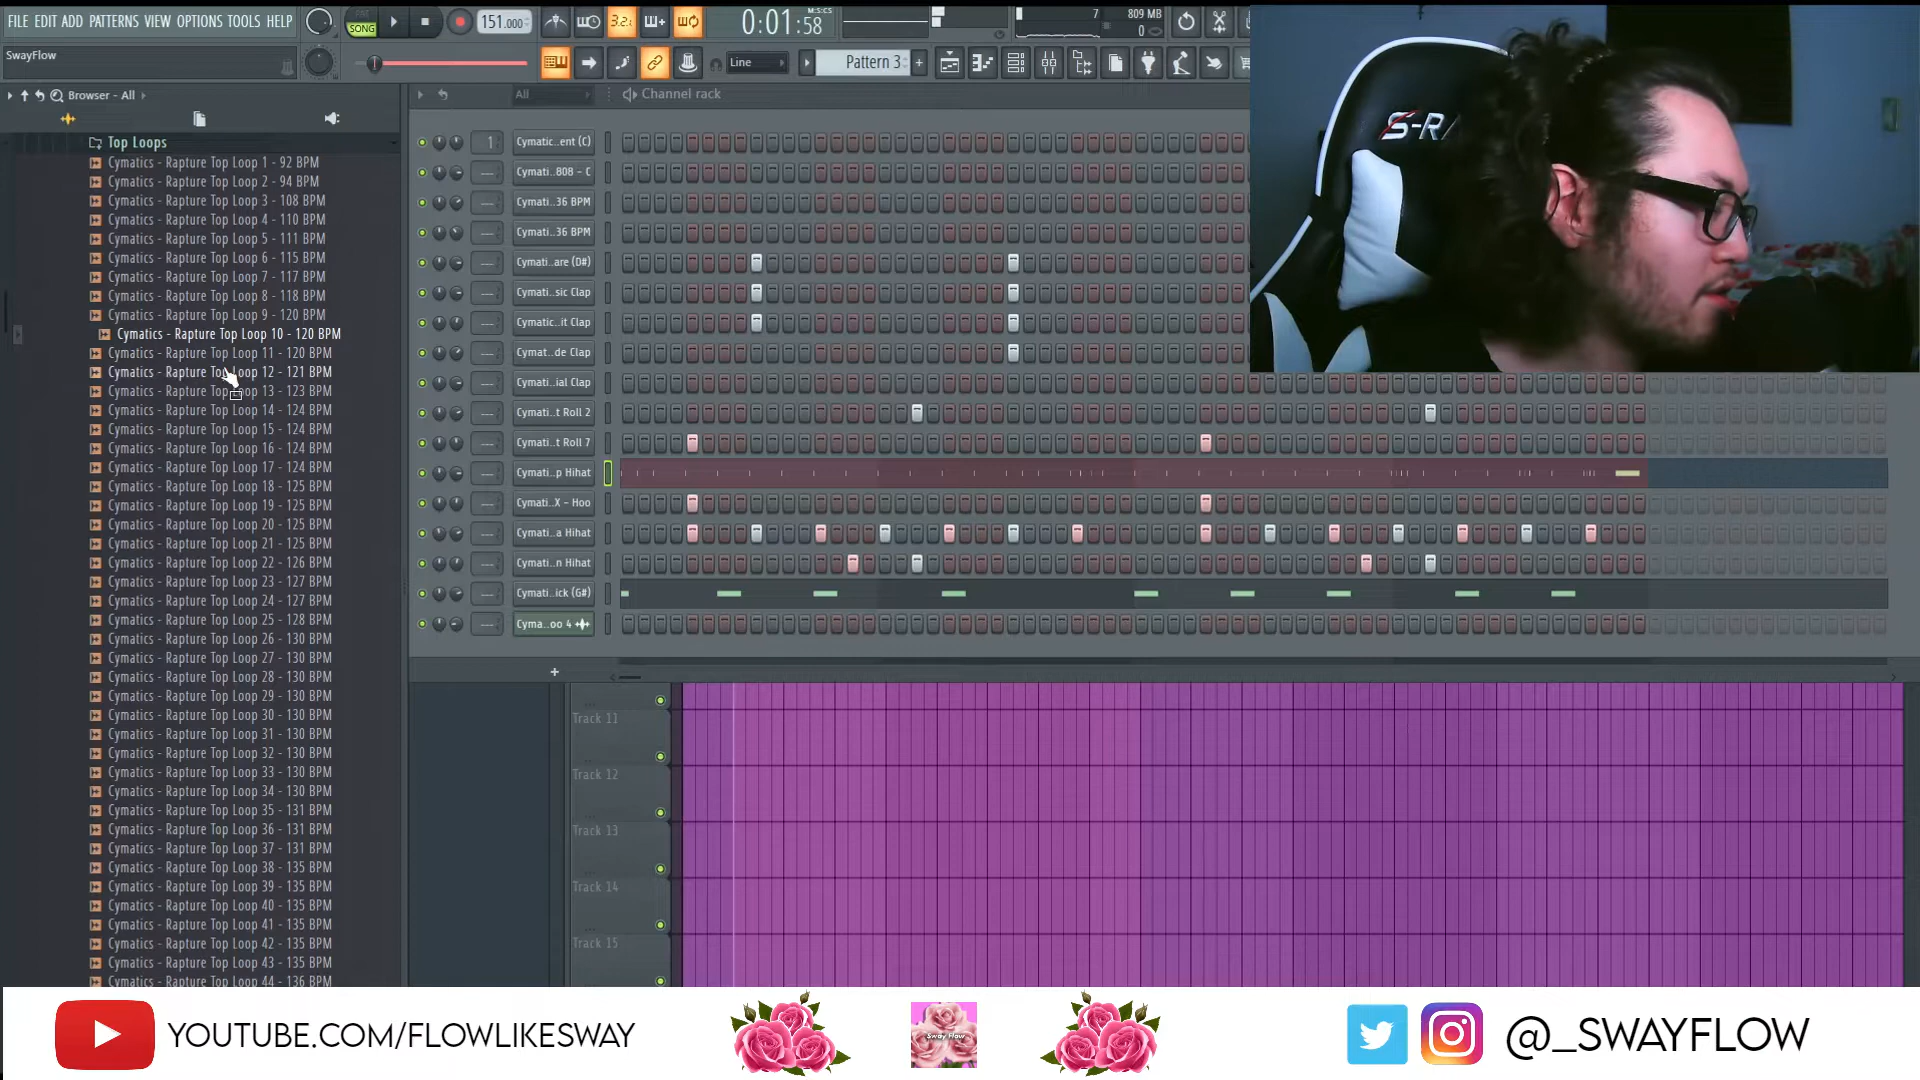 FILE EDIT ADD PATTERNS VIEW OPTIONS TOOLS HELP
SONG
151.000
3.2.
0:01:58
M:S:CS
7
809 MB
0
SwayFlow
Line
Pattern 3
Browser - All
All
Channel rack
Top Loops
Cymatics - Rapture Top Loop 1 - 92 BPM
Cymatics - Rapture Top Loop 2 - 94 BPM
Cymatics - Rapture Top Loop 3 - 108 BPM
Cymatics - Rapture Top Loop 4 - 110 BPM
Cymatics - Rapture Top Loop 5 - 111 BPM
Cymatics - Rapture Top Loop 6 - 115 BPM
Cymatics - Rapture Top Loop 7 - 117 BPM
Cymatics - Rapture Top Loop 8 - 118 BPM
Cymatics - Rapture Top Loop 9 - 120 BPM
Cymatics - Rapture Top Loop 10 - 120 BPM
Cymatics - Rapture Top Loop 11 - 120 BPM
Cymatics - Rapture Top Loop 12 - 121 BPM
Cymatics - Rapture Top Loop 13 - 123 BPM
Cymatics - Rapture Top Loop 14 - 124 BPM
Cymatics - Rapture Top Loop 15 - 124 BPM
Cymatics - Rapture Top Loop 16 - 124 BPM
Cymatics - Rapture Top Loop 17 - 124 BPM
Cymatics - Rapture Top Loop 18 - 125 BPM
Cymatics - Rapture Top Loop 19 - 125 BPM
Cymatics - Rapture Top Loop 20 - 125 BPM
Cymatics - Rapture Top Loop 21 - 125 BPM
Cymatics - Rapture Top Loop 22 - 126 BPM
Cymatics - Rapture Top Loop 23 - 127 BPM
Cymatics - Rapture Top Loop 24 - 127 BPM
Cymatics - Rapture Top Loop 25 - 128 BPM
Cymatics - Rapture Top Loop 26 - 130 BPM
Cymatics - Rapture Top Loop 27 - 130 BPM
Cymatics - Rapture Top Loop 28 - 130 BPM
Cymatics - Rapture Top Loop 29 - 130 BPM
Cymatics - Rapture Top Loop 30 - 130 BPM
Cymatics - Rapture Top Loop 31 - 130 BPM
Cymatics - Rapture Top Loop 32 - 130 BPM
Cymatics - Rapture Top Loop 33 - 130 BPM
Cymatics - Rapture Top Loop 34 - 130 BPM
Cymatics - Rapture Top Loop 35 - 131 BPM
Cymatics - Rapture Top Loop 36 - 131 BPM
Cymatics - Rapture Top Loop 37 - 131 BPM
Cymatics - Rapture Top Loop 38 - 135 BPM
Cymatics - Rapture Top Loop 39 - 135 BPM
Cymatics - Rapture Top Loop 40 - 135 BPM
Cymatics - Rapture Top Loop 41 - 135 BPM
Cymatics - Rapture Top Loop 42 - 135 BPM
Cymatics - Rapture Top Loop 43 - 135 BPM
Cymatics - Rapture Top Loop 44 - 136 BPM
1
Cymatic..ent (C)
Cymati..808 - C
Cymati..36 BPM
Cymati..36 BPM
Cymati..are (D#)
Cymati..sic Clap
Cymatic..it Clap
Cymat..de Clap
Cymati..ial Clap
Cymati..t Roll 2
Cymati..t Roll 7
Cymati..p Hihat
Cymati..X - Hoo
Cymati..a Hihat
Cymati..n Hihat
Cymati..ick (G#)
Cyma..oo 4
Track 11
Track 12
Track 13
Track 14
Track 15
YOUTUBE.COM/FLOWLIKESWAY
Sway Flow
@_SWAYFLOW